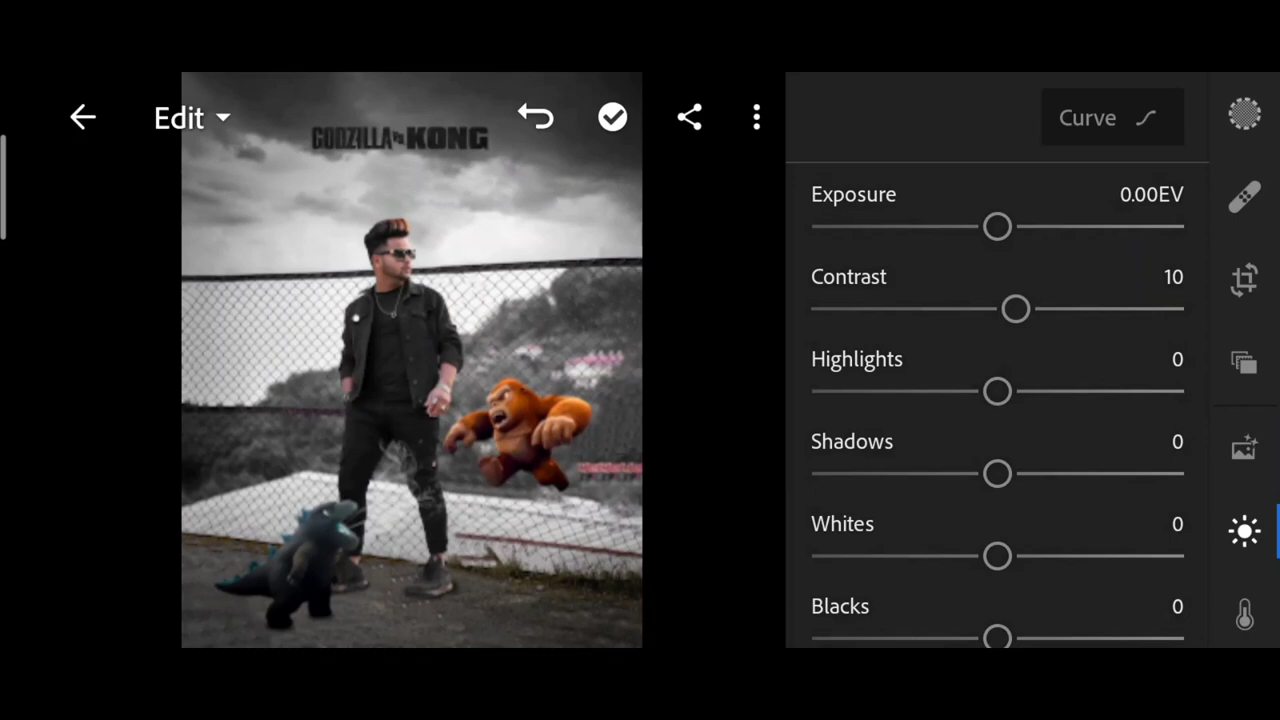 Edit
GODZILLA VS KONG
Curve
Exposure 0.00EV
Contrast 10
Highlights 0
Shadows 0
Whites 0
Blacks 0